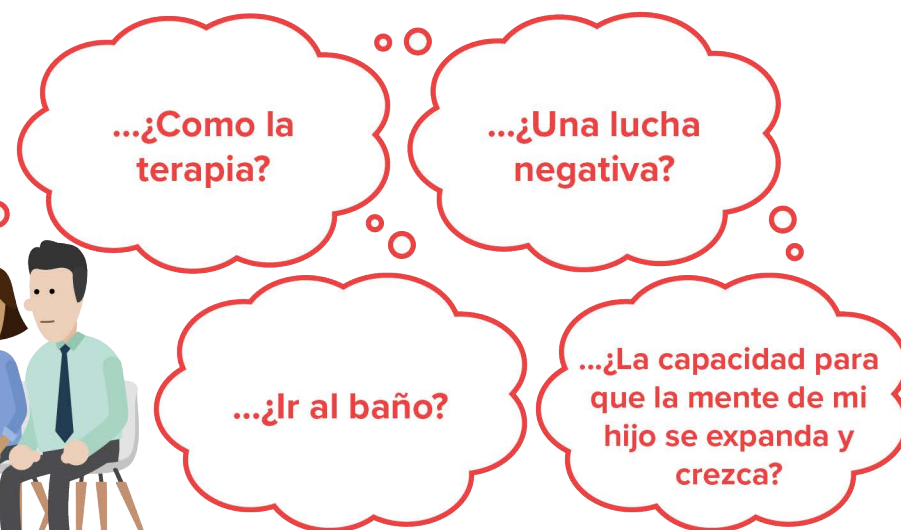 ...¿Como la
terapia?
...¿Una lucha
negativa?
...¿Ir al baño?
...¿La capacidad para
que la mente de mi
hijo se expanda y
crezca?